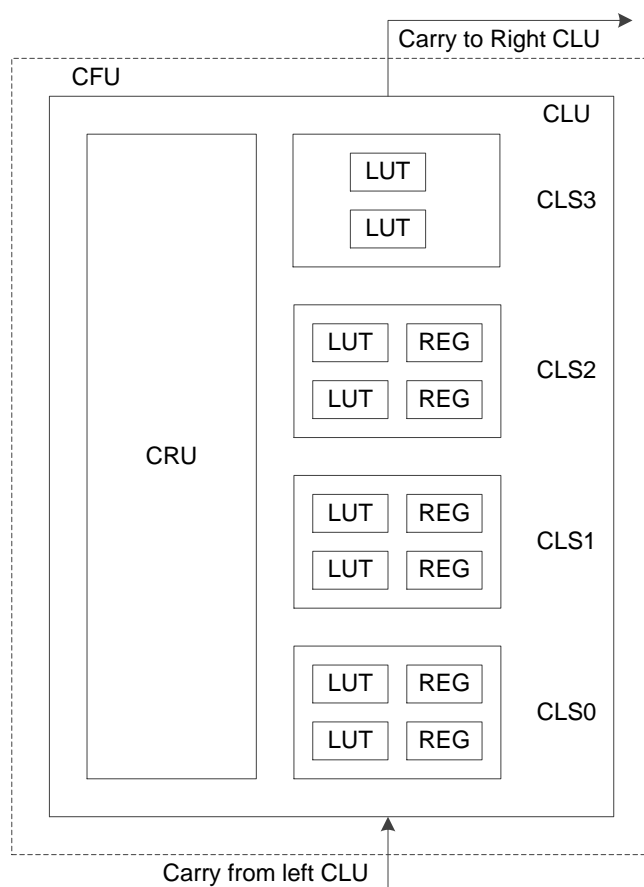 Carry to Right CLU
CFU
CLU
LUT
CLS3
LUT
LUT REG
CLS2
LUT REG
CRU
LUT REG
CLS1
LUT REG
LUT REG
CLS0
LUT REG
Carry from left CLU